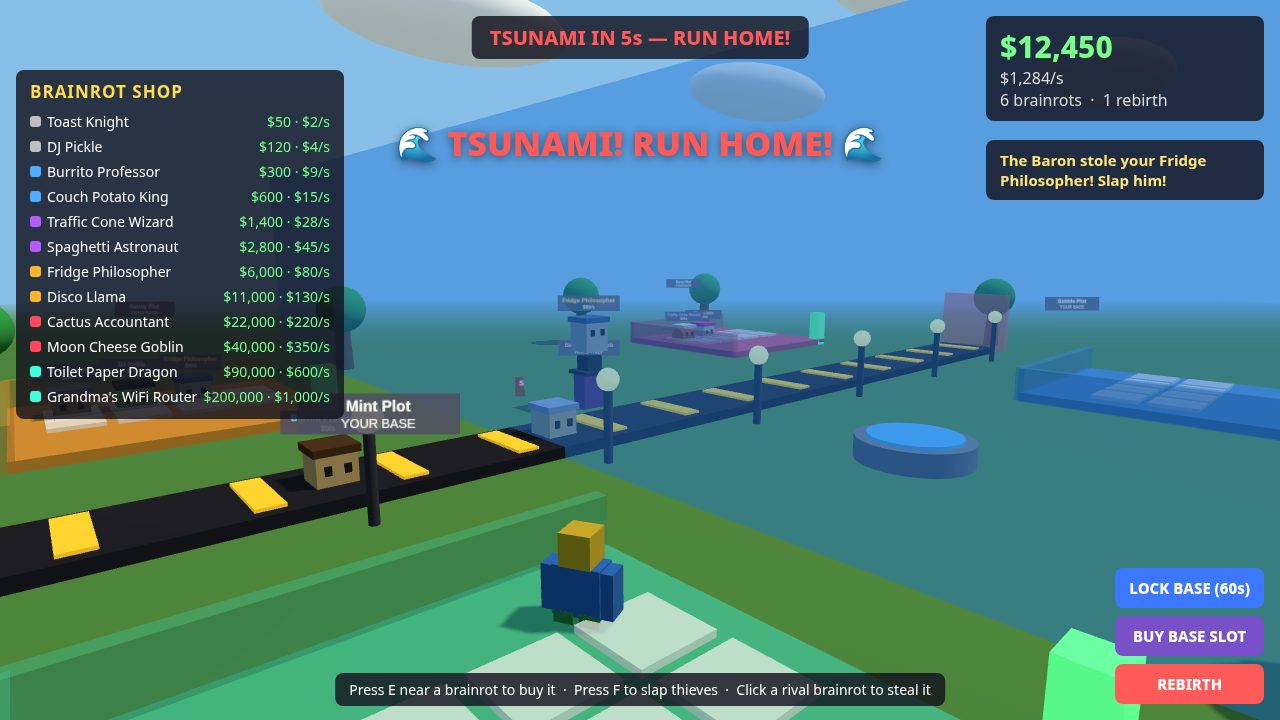 TSUNAMI IN 5s — RUN HOME!
$12,450
$1,284/s
6 brainrots · 1 rebirth
BRAINROT SHOP
Toast Knight $50 · $2/s
DJ Pickle $120 · $4/s
Burrito Professor $300 · $9/s
Couch Potato King $600 · $15/s
Traffic Cone Wizard $1,400 · $28/s
Spaghetti Astronaut $2,800 · $45/s
Fridge Philosopher $6,000 · $80/s
Disco Llama $11,000 · $130/s
Cactus Accountant $22,000 · $220/s
Moon Cheese Goblin $40,000 · $350/s
Toilet Paper Dragon $90,000 · $600/s
Grandma's WiFi Router $200,000 · $1,000/s
🌊 TSUNAMI! RUN HOME! 🌊
The Baron stole your Fridge
Philosopher! Slap him!
Fridge Philosopher
Bubble Plot
YOUR BASE
Mint Plot
YOUR BASE
LOCK BASE (60s)
BUY BASE SLOT
REBIRTH
Press E near a brainrot to buy it · Press F to slap thieves · Click a rival brainrot to steal it